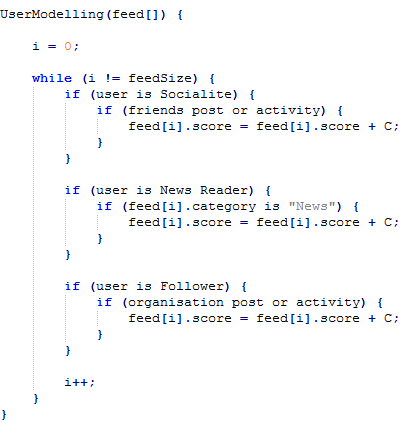 UserModelling(feed[]) {
    i = 0;
    while (i != feedSize) {
        if (user is Socialite) {
            if (friends post or activity) {
                feed[i].score = feed[i].score + C;
            }
        }
        if (user is News Reader) {
            if (feed[i].category is "News") {
                feed[i].score = feed[i].score + C;
            }
        }
        if (user is Follower) {
            if (organisation post or activity) {
                feed[i].score = feed[i].score + C;
            }
        }
        i++;
    }
}